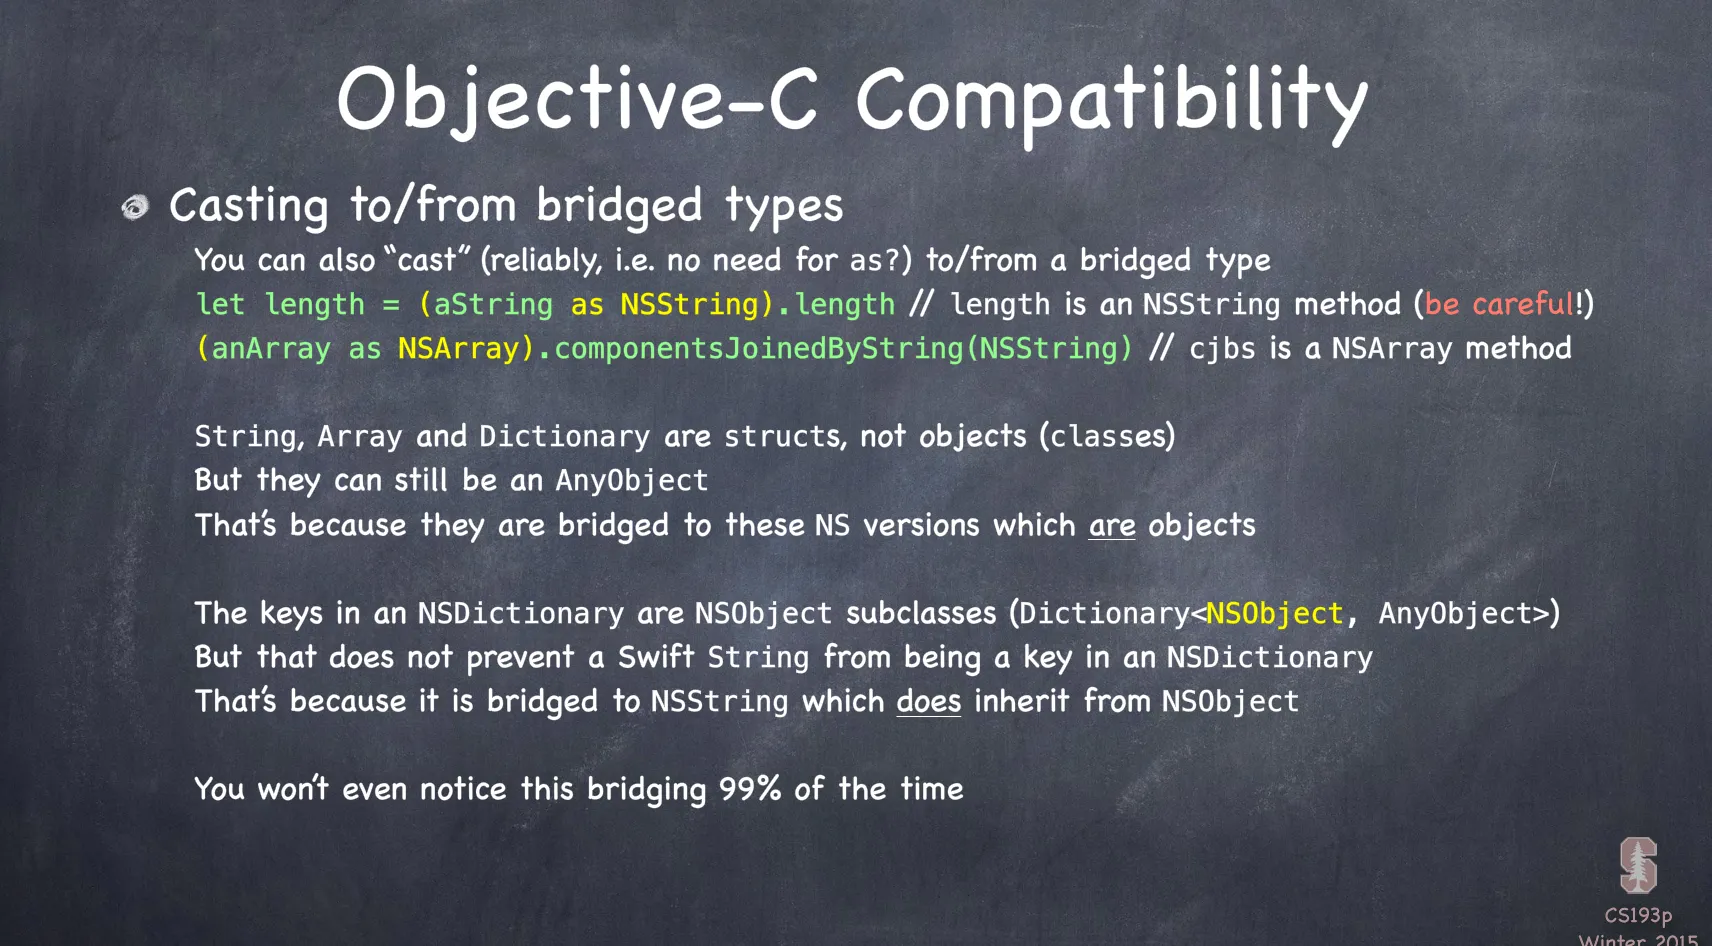 Objective-C Compatibility
Casting to/from bridged types
You can also “cast” (reliably, i.e. no need for as?) to/from a bridged type
let length = (aString as NSString).length // length is an NSString method (be careful!)
(anArray as NSArray).componentsJoinedByString(NSString) // cjbs is a NSArray method
String, Array and Dictionary are structs, not objects (classes)
But they can still be an AnyObject
That’s because they are bridged to these NS versions which are objects
The keys in an NSDictionary are NSObject subclasses (Dictionary<NSObject, AnyObject>)
But that does not prevent a Swift String from being a key in an NSDictionary
That’s because it is bridged to NSString which does inherit from NSObject
You won’t even notice this bridging 99% of the time
S
CS193p
Winter 2015